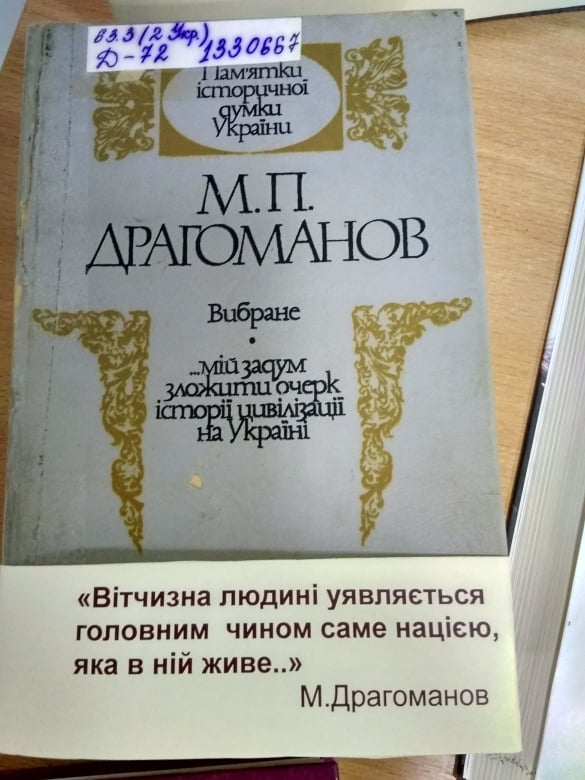 63.3(2 Укр.)
Д-72 1330667
Пам'ятки
історичної
думки
України
М.П.
ДРАГОМАНОВ
Вибране
•
...мій задум
зложити очерк
історії цивілізації
на Україні
«Вітчизна людині уявляється
головним чином саме нацією,
яка в ній живе..»
М.Драгоманов